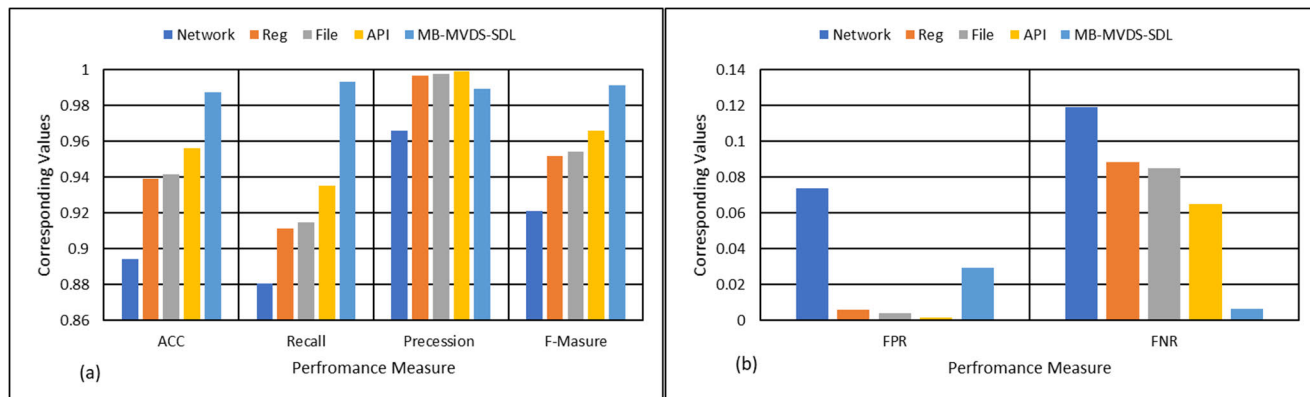 Network Reg File API MB-MVDS-SDL
1
0.98
0.96
0.94
0.92
0.9
0.88
0.86
Corresponding Values
ACC Recall Precession F-Masure
Perfromance Measure
(a)
Network Reg File API MB-MVDS-SDL
0.14
0.12
0.1
0.08
0.06
0.04
0.02
0
Corresponding Values
FPR FNR
Perfromance Measure
(b)